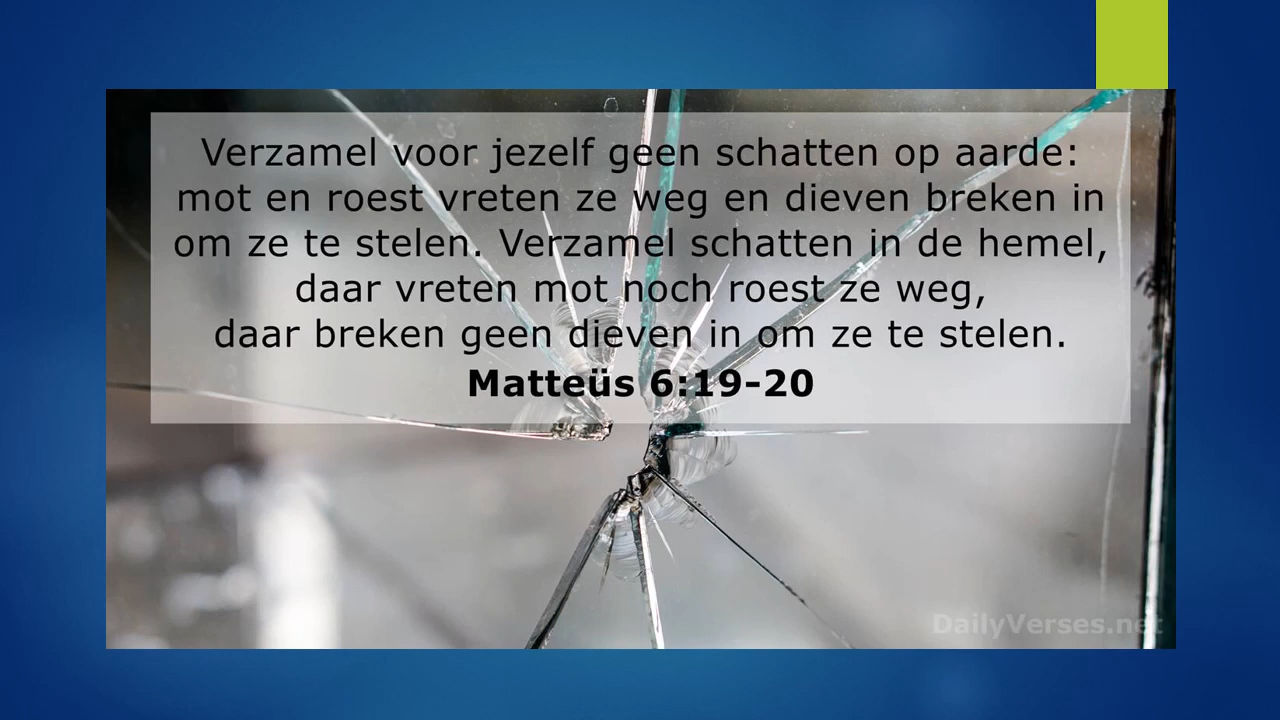 Verzamel voor jezelf geen schatten op aarde:
mot en roest vreten ze weg en dieven breken in
om ze te stelen. Verzamel schatten in de hemel,
daar vreten mot noch roest ze weg,
daar breken geen dieven in om ze te stelen.
Matteüs 6:19-20
DailyVerses.net